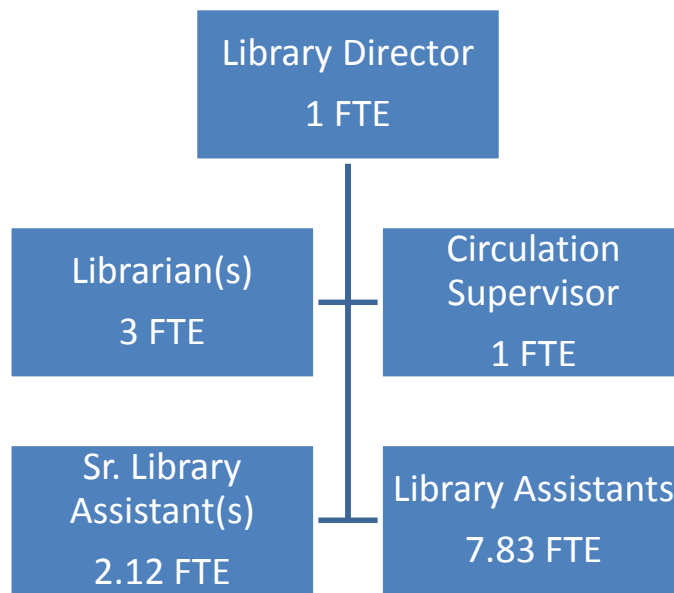 Library Director
1 FTE
Librarian(s)
3 FTE
Circulation
Supervisor
1 FTE
Sr. Library
Assistant(s)
2.12 FTE
Library Assistants
7.83 FTE